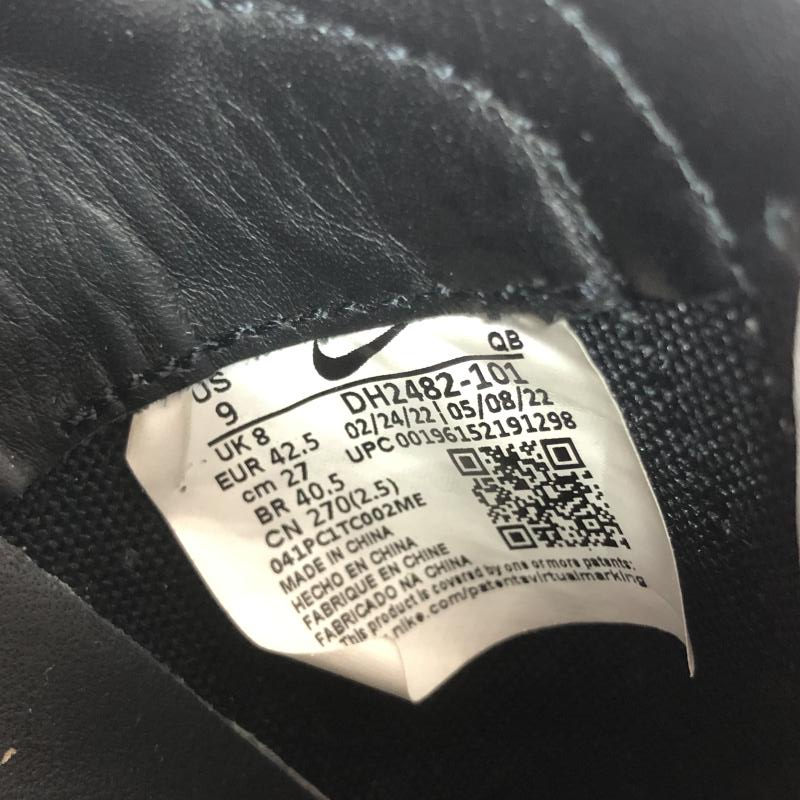 US
9
QB
DH2482-101
02/24/22 05/08/22
UPC 00196152191298
UK 8
EUR 42.5
cm 27
BR 40.5
CN 270(2.5)
041PC1TC002ME
MADE IN CHINA
HECHO EN CHINA
FABRIQUE EN CHINE
FABRICADO NA CHINA
This product is covered by one or more patents:
nike.com/patentsvirtualmarking